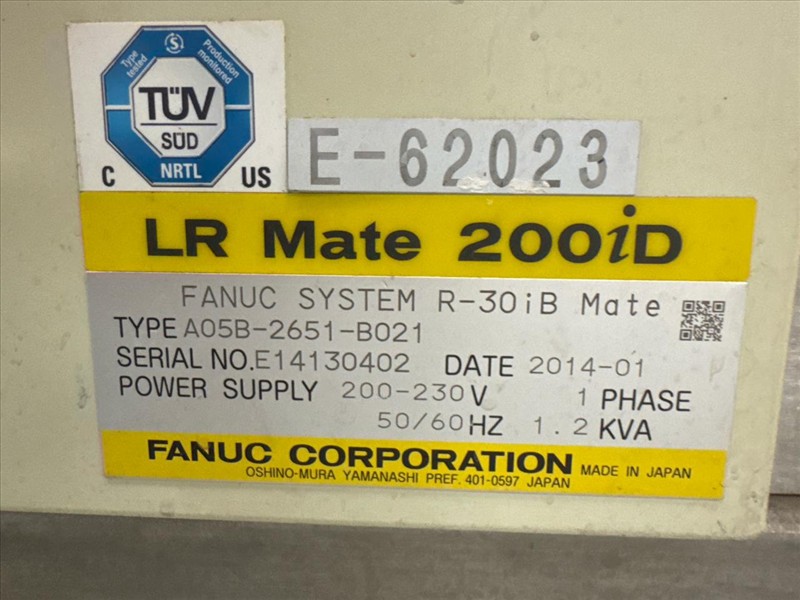 Type tested
Production monitored
TÜV
SÜD
NRTL
C US
E-62023
LR Mate 200iD
FANUC SYSTEM R-30iB Mate
TYPE A05B-2651-B021
SERIAL NO. E14130402 DATE 2014-01
POWER SUPPLY 200-230V 1 PHASE
50/60HZ 1.2 KVA
FANUC CORPORATION MADE IN JAPAN
OSHINO-MURA YAMANASHI PREF. 401-0597 JAPAN